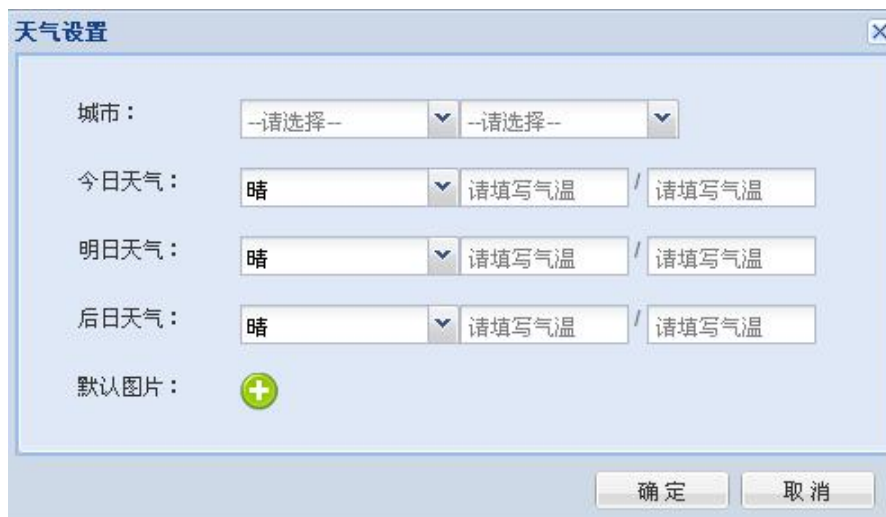 天气设置
城市： --请选择-- --请选择--
今日天气： 晴 请填写气温 / 请填写气温
明日天气： 晴 请填写气温 / 请填写气温
后日天气： 晴 请填写气温 / 请填写气温
默认图片：
确定 取消